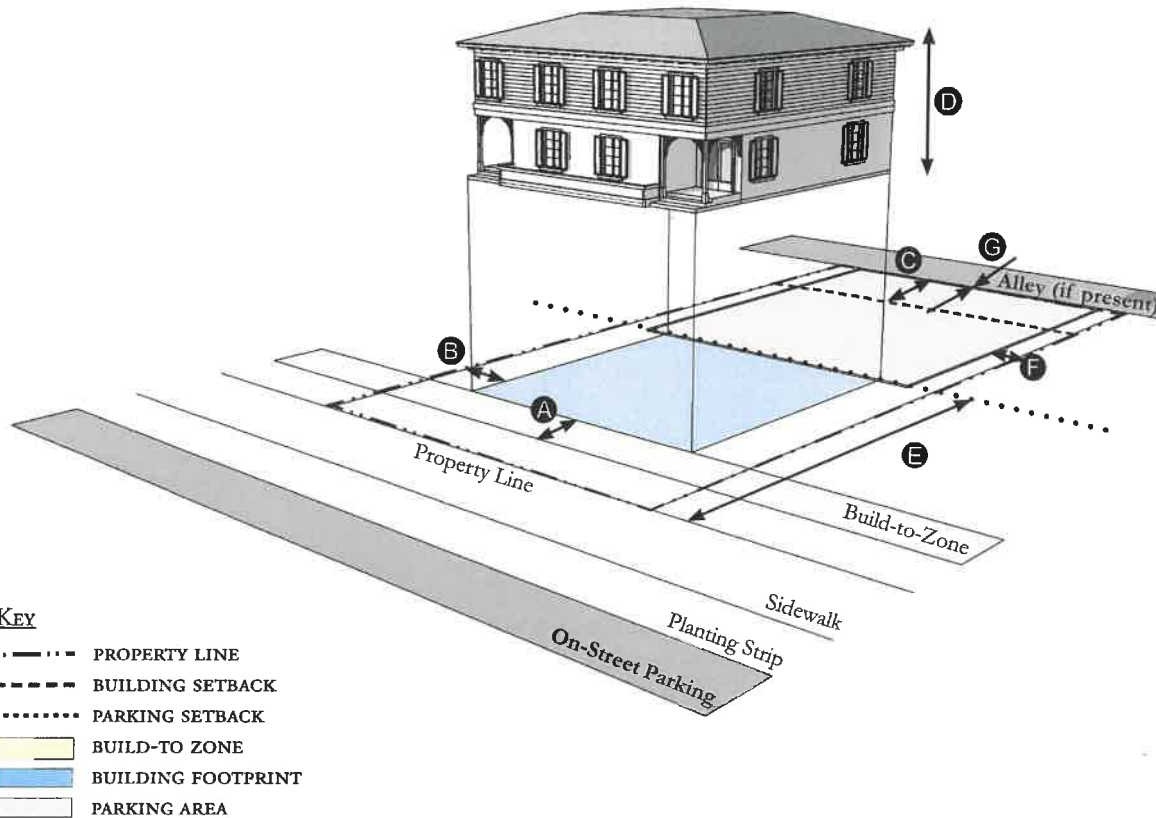 D
G
C
Alley (if present)
B
F
A
E
Property Line
Build-to-Zone
Sidewalk
Planting Strip
On-Street Parking
KEY
PROPERTY LINE
BUILDING SETBACK
PARKING SETBACK
BUILD-TO ZONE
BUILDING FOOTPRINT
PARKING AREA